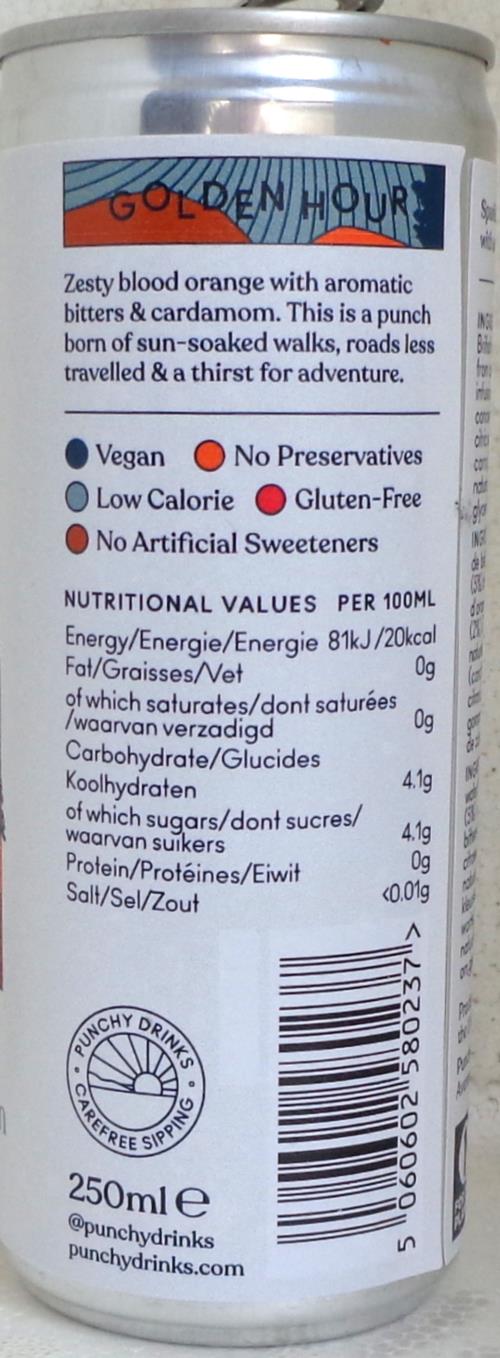 GOLDEN HOUR
Zesty blood orange with aromatic
bitters & cardamom. This is a punch
born of sun-soaked walks, roads less
travelled & a thirst for adventure.
Vegan No Preservatives
Low Calorie Gluten-Free
No Artificial Sweeteners
NUTRITIONAL VALUES PER 100ML
Energy/Energie/Energie 81kJ/20kcal
Fat/Graisses/Vet 0g
of which saturates/dont saturées
/waarvan verzadigd 0g
Carbohydrate/Glucides
Koolhydraten 4.1g
of which sugars/dont sucres/
waarvan suikers 4.1g
Protein/Protéines/Eiwit 0g
Salt/Sel/Zout <0.01g
PUNCHY DRINKS
CAREFREE SIPPING
250ml e
@punchydrinks
punchydrinks.com
5 060602 580237 >